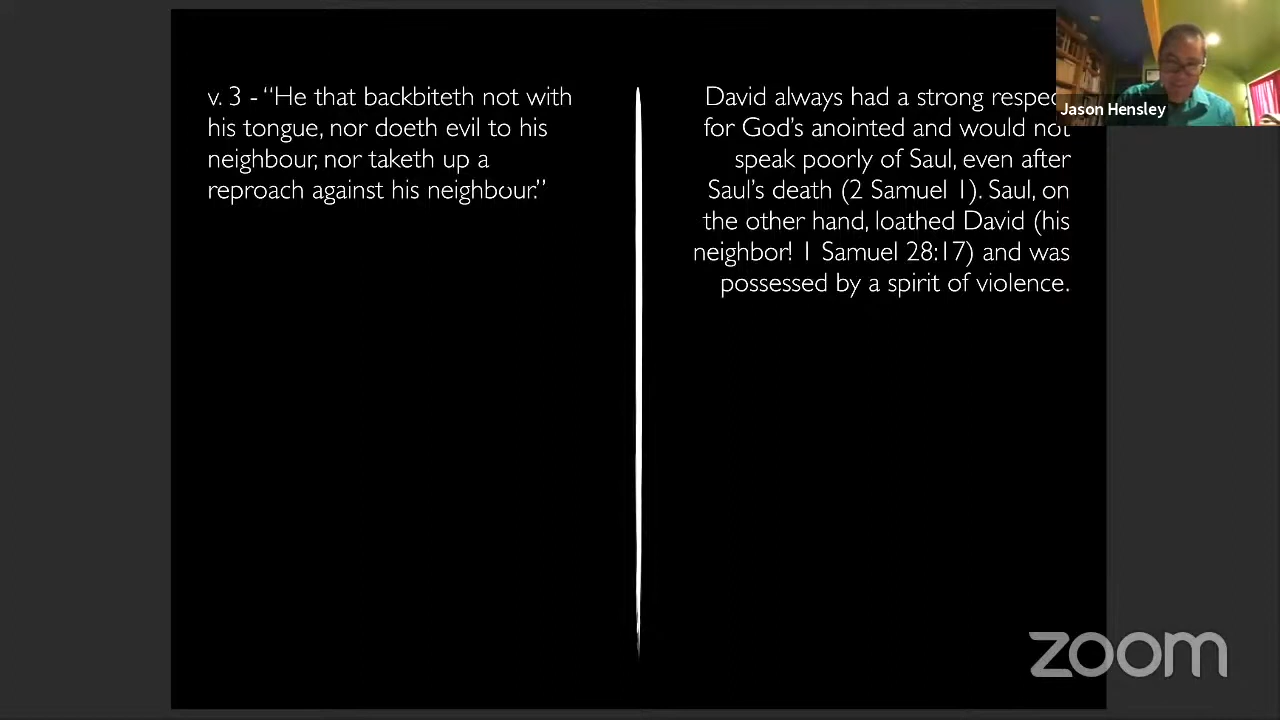 v. 3 - “He that backbiteth not with
his tongue, nor doeth evil to his
neighbour, nor taketh up a
reproach against his neighbour.”
David always had a strong respec
for God’s anointed and would not
speak poorly of Saul, even after
Saul’s death (2 Samuel 1). Saul, on
the other hand, loathed David (his
neighbor! 1 Samuel 28:17) and was
possessed by a spirit of violence.
Jason Hensley
zoom